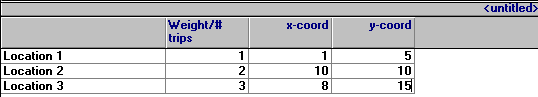 <untitled>
Weight/# trips x-coord y-coord
Location 1 1 1 5
Location 2 2 10 10
Location 3 3 8 15